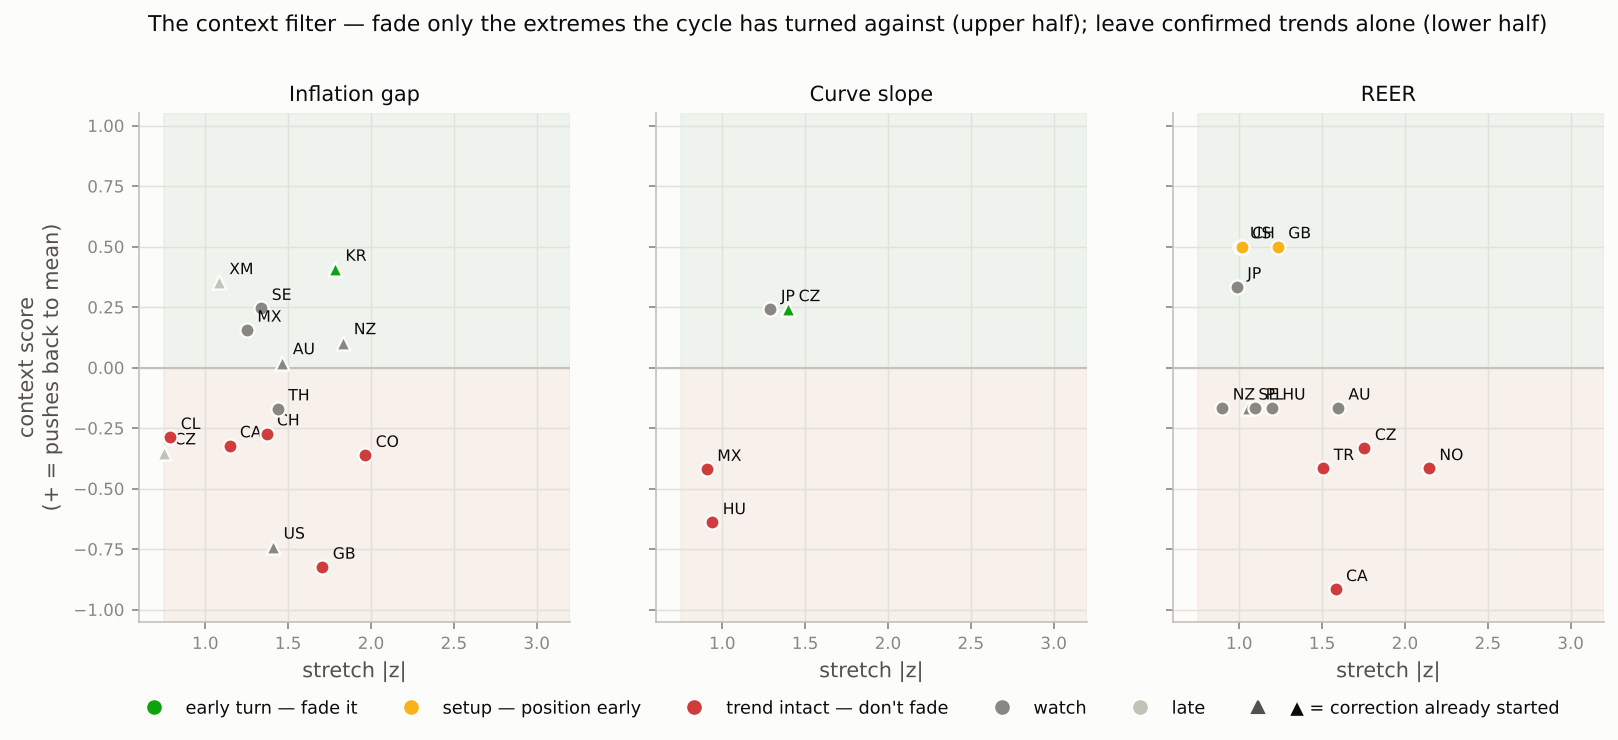 The context filter — fade only the extremes the cycle has turned against (upper half); leave confirmed trends alone (lower half)
Inflation gap
Curve slope
REER
context score
(+ = pushes back to mean)
1.00
0.75
0.50
0.25
0.00
−0.25
−0.50
−0.75
−1.00
KR
XM
SE
MX
NZ
AU
TH
CH
CL
CZ
CA
CO
US
GB
1.0 1.5 2.0 2.5 3.0
stretch |z|
JP CZ
MX
HU
1.0 1.5 2.0 2.5 3.0
stretch |z|
US
CH
GB
JP
NZ
SE
PL
HU
AU
CZ
TR
NO
CA
1.0 1.5 2.0 2.5 3.0
stretch |z|
early turn — fade it
setup — position early
trend intact — don't fade
watch
late
▲ = correction already started